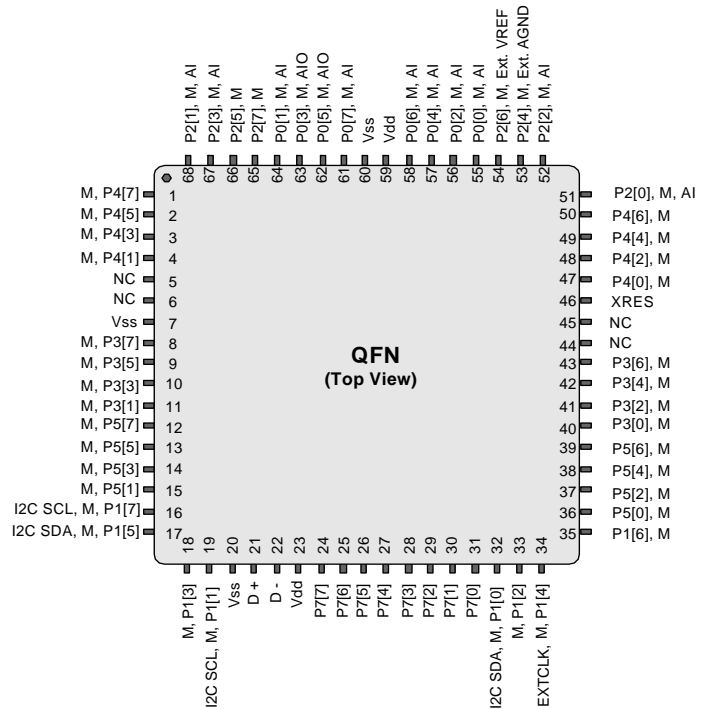 P2[1], M, AI
P2[3], M, AI
P2[5], M
P2[7], M
P0[1], M, AI
P0[3], M, AIO
P0[5], M, AIO
P0[7], M, AI
Vss
Vdd
P0[6], M, AI
P0[4], M, AI
P0[2], M, AI
P0[0], M, AI
P2[6], M, Ext. VREF
P2[4], M, Ext. AGND
P2[2], M, AI
68 67 66 65 64 63 62 61 60 59 58 57 56 55 54 53 52
M, P4[7] 1
M, P4[5] 2
M, P4[3] 3
M, P4[1] 4
NC 5
NC 6
Vss 7
M, P3[7] 8
M, P3[5] 9
M, P3[3] 10
M, P3[1] 11
M, P5[7] 12
M, P5[5] 13
M, P5[3] 14
M, P5[1] 15
I2C SCL, M, P1[7] 16
I2C SDA, M, P1[5] 17
QFN
(Top View)
51 P2[0], M, AI
50 P4[6], M
49 P4[4], M
48 P4[2], M
47 P4[0], M
46 XRES
45 NC
44 NC
43 P3[6], M
42 P3[4], M
41 P3[2], M
40 P3[0], M
39 P5[6], M
38 P5[4], M
37 P5[2], M
36 P5[0], M
35 P1[6], M
18 19 20 21 22 23 24 25 26 27 28 29 30 31 32 33 34
M, P1[3]
I2C SCL, M, P1[1]
Vss
D +
D -
Vdd
P7[7]
P7[6]
P7[5]
P7[4]
P7[3]
P7[2]
P7[1]
P7[0]
I2C SDA, M, P1[0]
M, P1[2]
EXTCLK, M, P1[4]